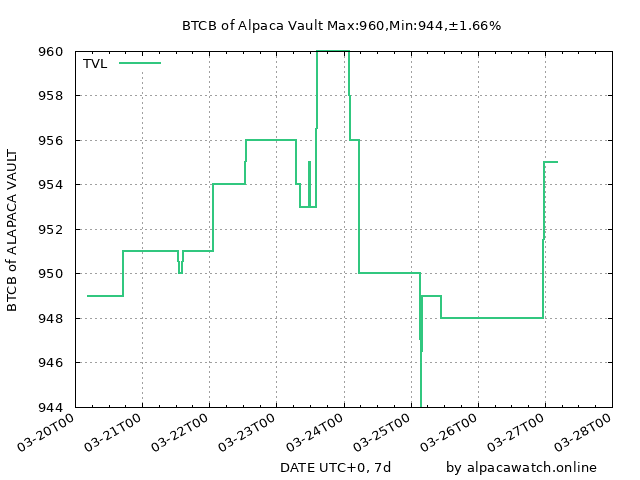 BTCB of Alpaca Vault Max:960,Min:944,±1.66%
TVL
BTCB of ALAPACA VAULT
960
958
956
954
952
950
948
946
944
03-20T00
03-21T00
03-22T00
03-23T00
03-24T00
03-25T00
03-26T00
03-27T00
03-28T00
DATE UTC+0, 7d
by alpacawatch.online